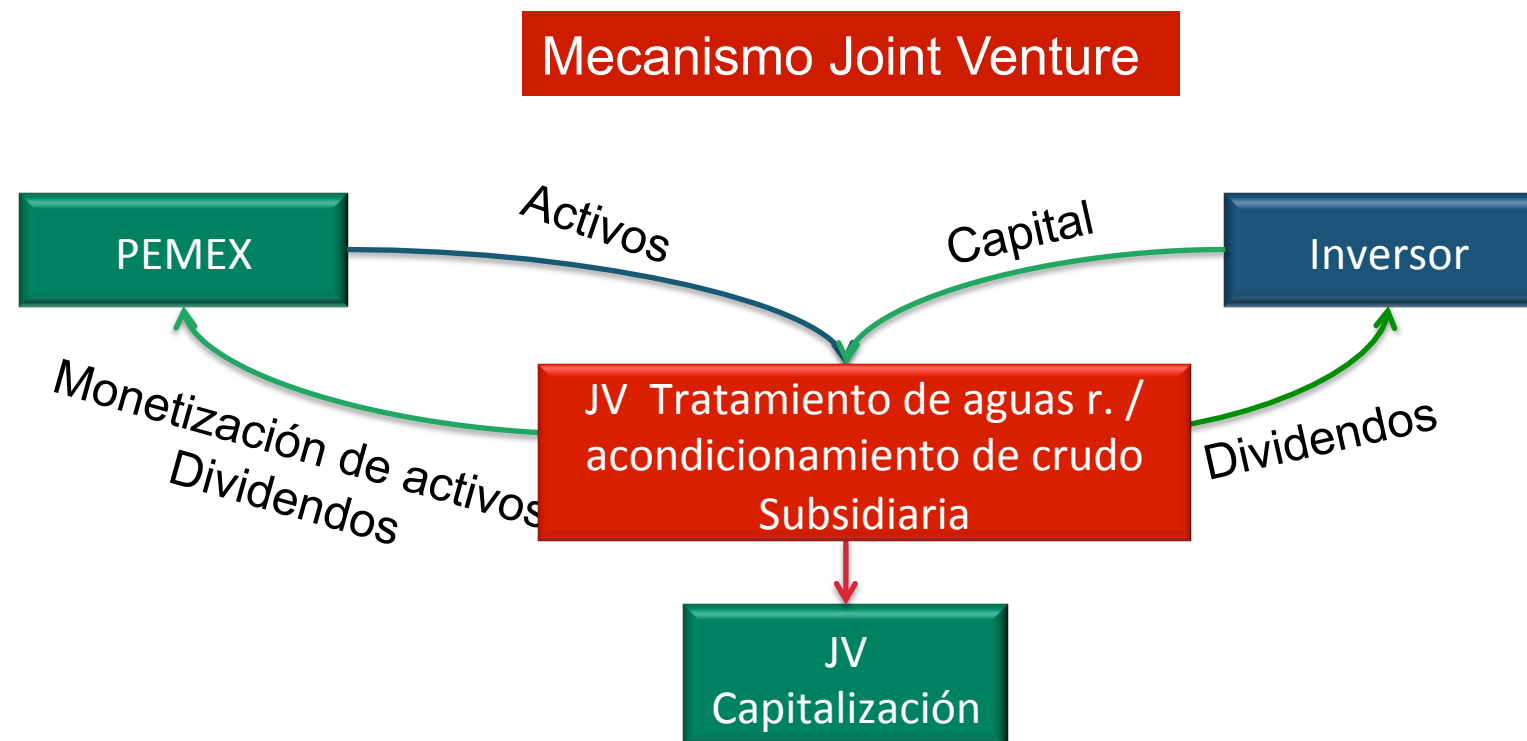 Mecanismo Joint Venture
PEMEX
Activos
Capital
Inversor
Monetización de activos
Dividendos
JV Tratamiento de aguas r. /
acondicionamiento de crudo
Subsidiaria
Dividendos
JV
Capitalización